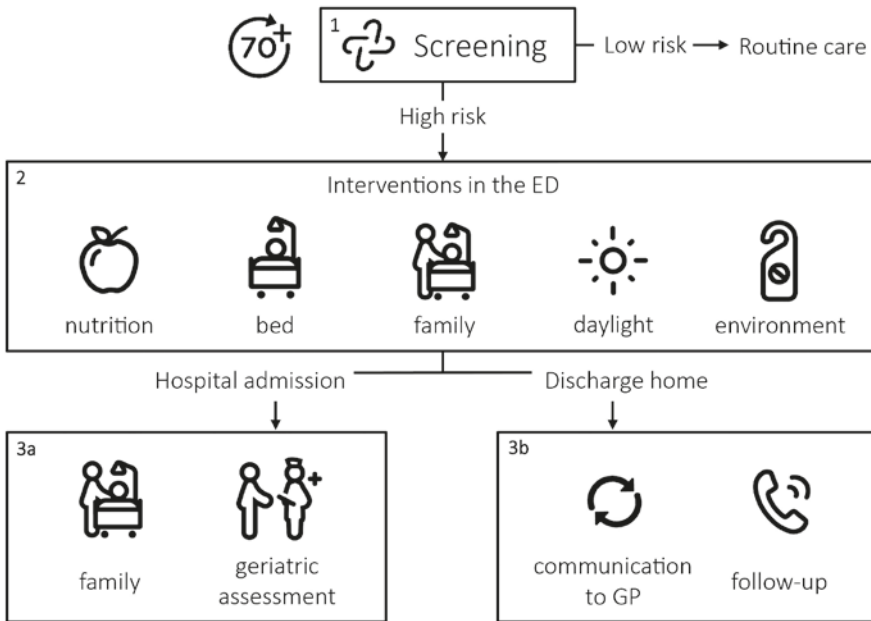 70+
1
Screening
Low risk
Routine care
High risk
2
Interventions in the ED
nutrition
bed
family
daylight
environment
Hospital admission
Discharge home
3a
family
geriatric
assessment
3b
communication
to GP
follow-up